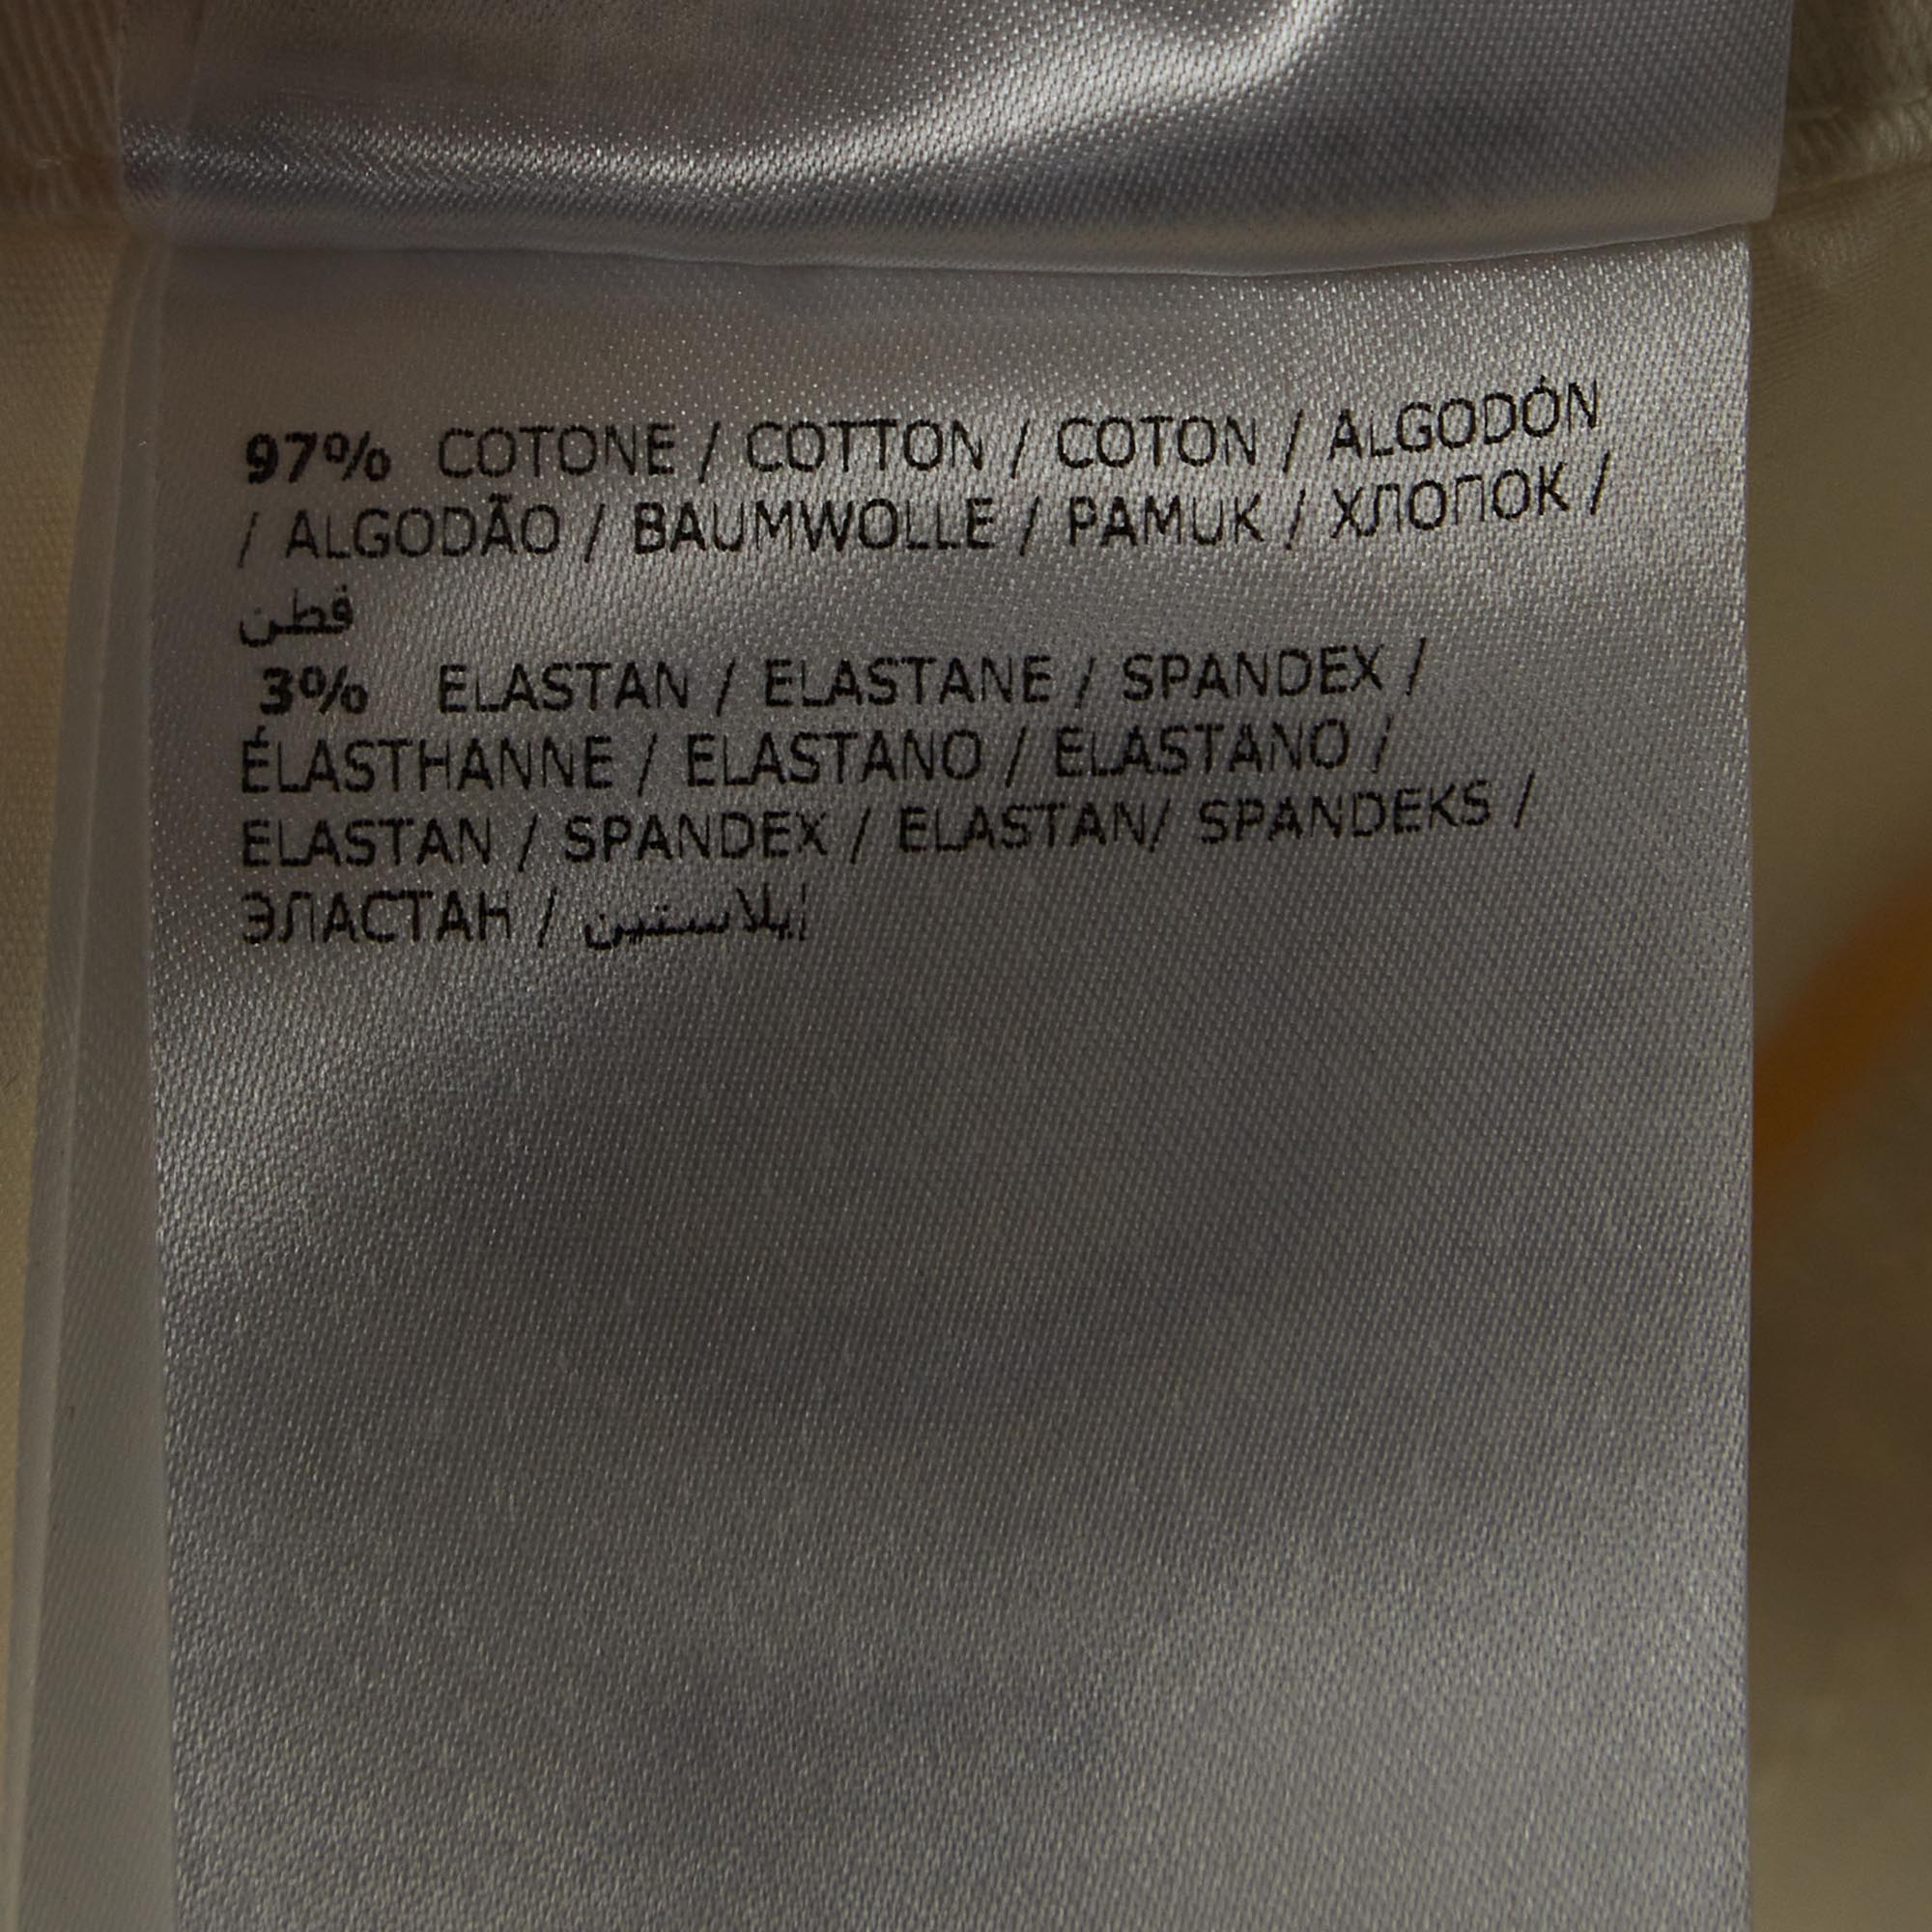 97% COTONE / COTTON / COTON / ALGODÓN
/ ALGODÃO / BAUMWOLLE / PAMUK / ХЛОПОК /
قطن
3% ELASTAN / ELASTANE / SPANDEX /
ÉLASTHANNE / ELASTANO / ELASTANO /
ELASTAN / SPANDEX / ELASTAN/ SPANDEKS /
ЭЛАСТАН / إيلاستين